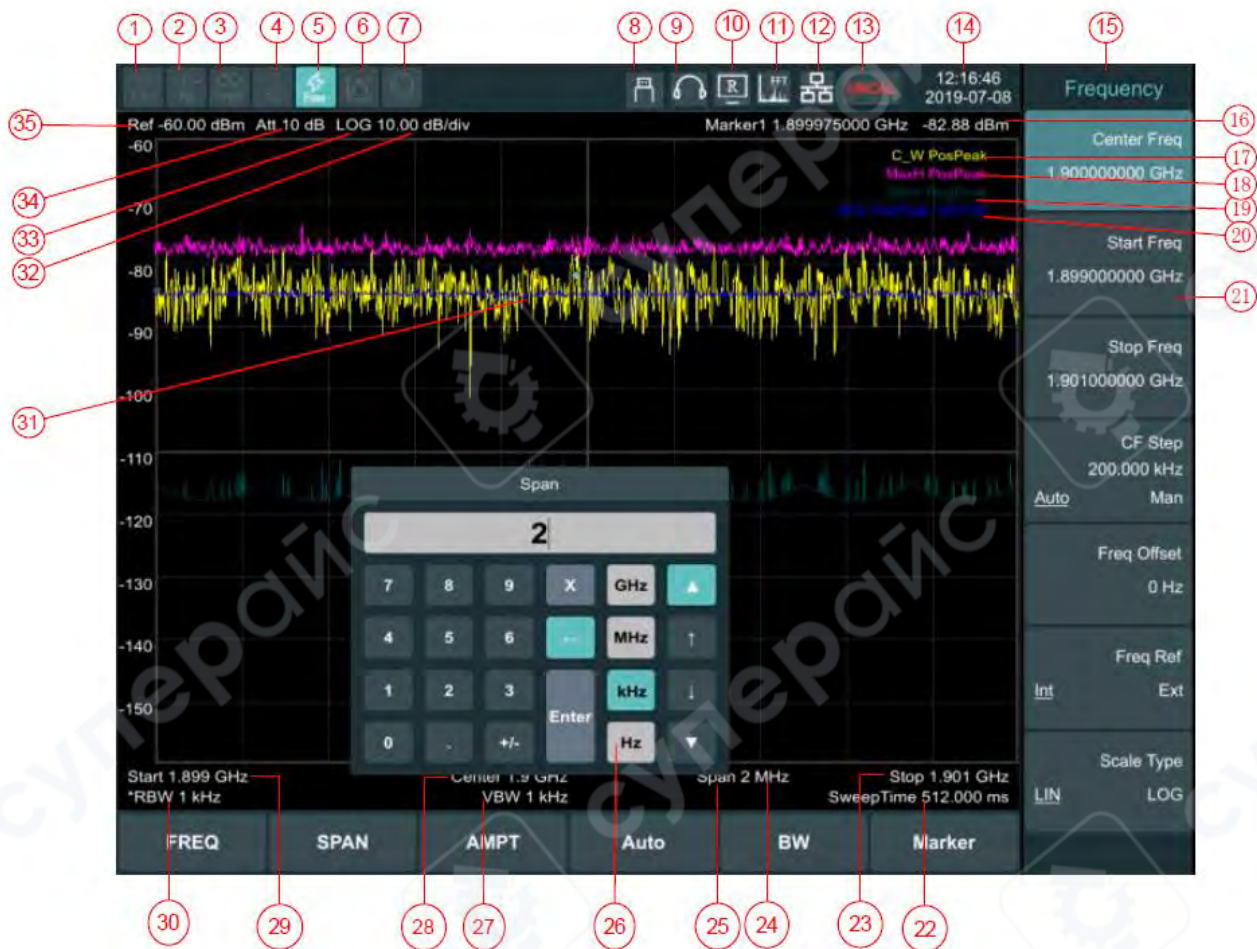 1 2 3 4 5 6 7 8 9 10 11 12 13 14 15
12:16:46
2019-07-08
Fast
R FFT
Frequency
35 Ref -60.00 dBm Att 10 dB LOG 10.00 dB/div Marker1 1.899975000 GHz -82.88 dBm 16
-60
C_W PosPeak 17
MaxH PosPeak 18
19
20
Center Freq
1.900000000 GHz
34
33
32
-70
-80
-90
-100
-110
-120
-130
-140
-150
31
Start Freq
1.899000000 GHz
21
Stop Freq
1.901000000 GHz
CF Step
200.000 kHz
Auto Man
Freq Offset
0 Hz
Freq Ref
Int Ext
Scale Type
LIN LOG
Span
2
7 8 9 X GHz ▲
4 5 6 ← MHz ↑
1 2 3 kHz ↓
Enter
0 . +/- Hz ▼
Start 1.899 GHz Center 1.9 GHz Span 2 MHz Stop 1.901 GHz
*RBW 1 kHz VBW 1 kHz SweepTime 512.000 ms
FREQ SPAN AMPT Auto BW Marker
30 29 28 27 26 25 24 23 22
суперайс
суперайс
суперайс
суперайс